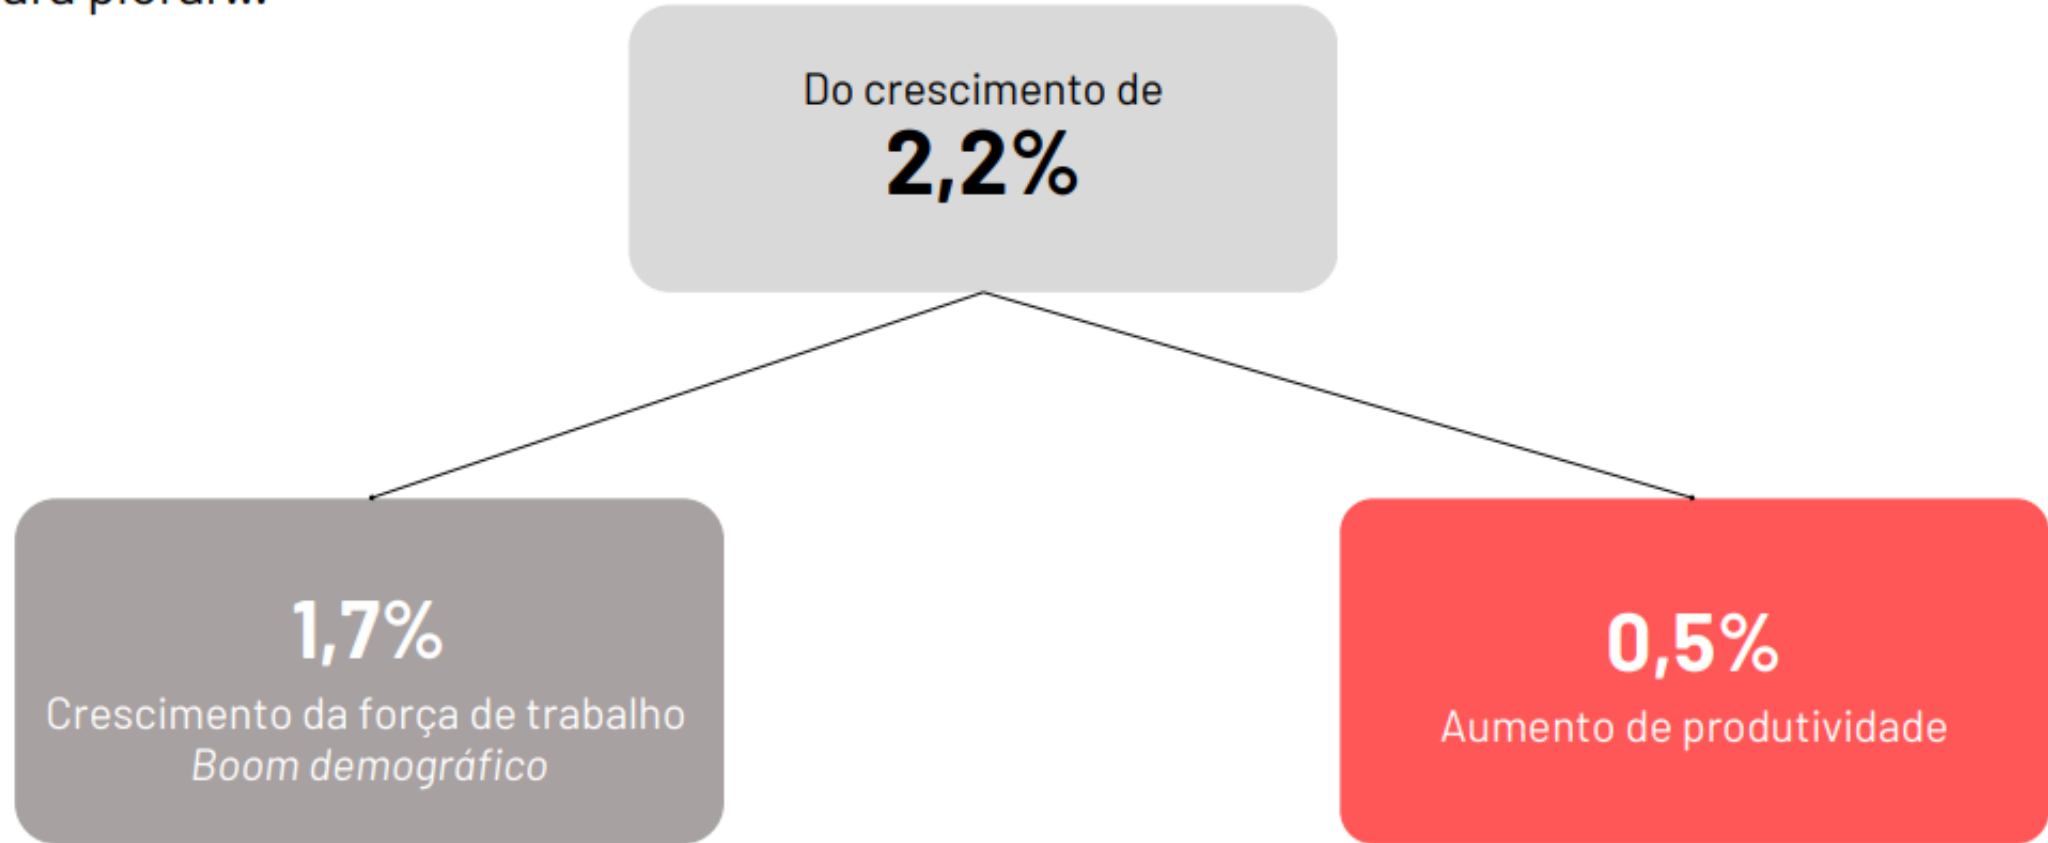 piorar...
Do crescimento de
2,2%
1,7%
Crescimento da força de trabalho
Boom demográfico
0,5%
Aumento de produtividade